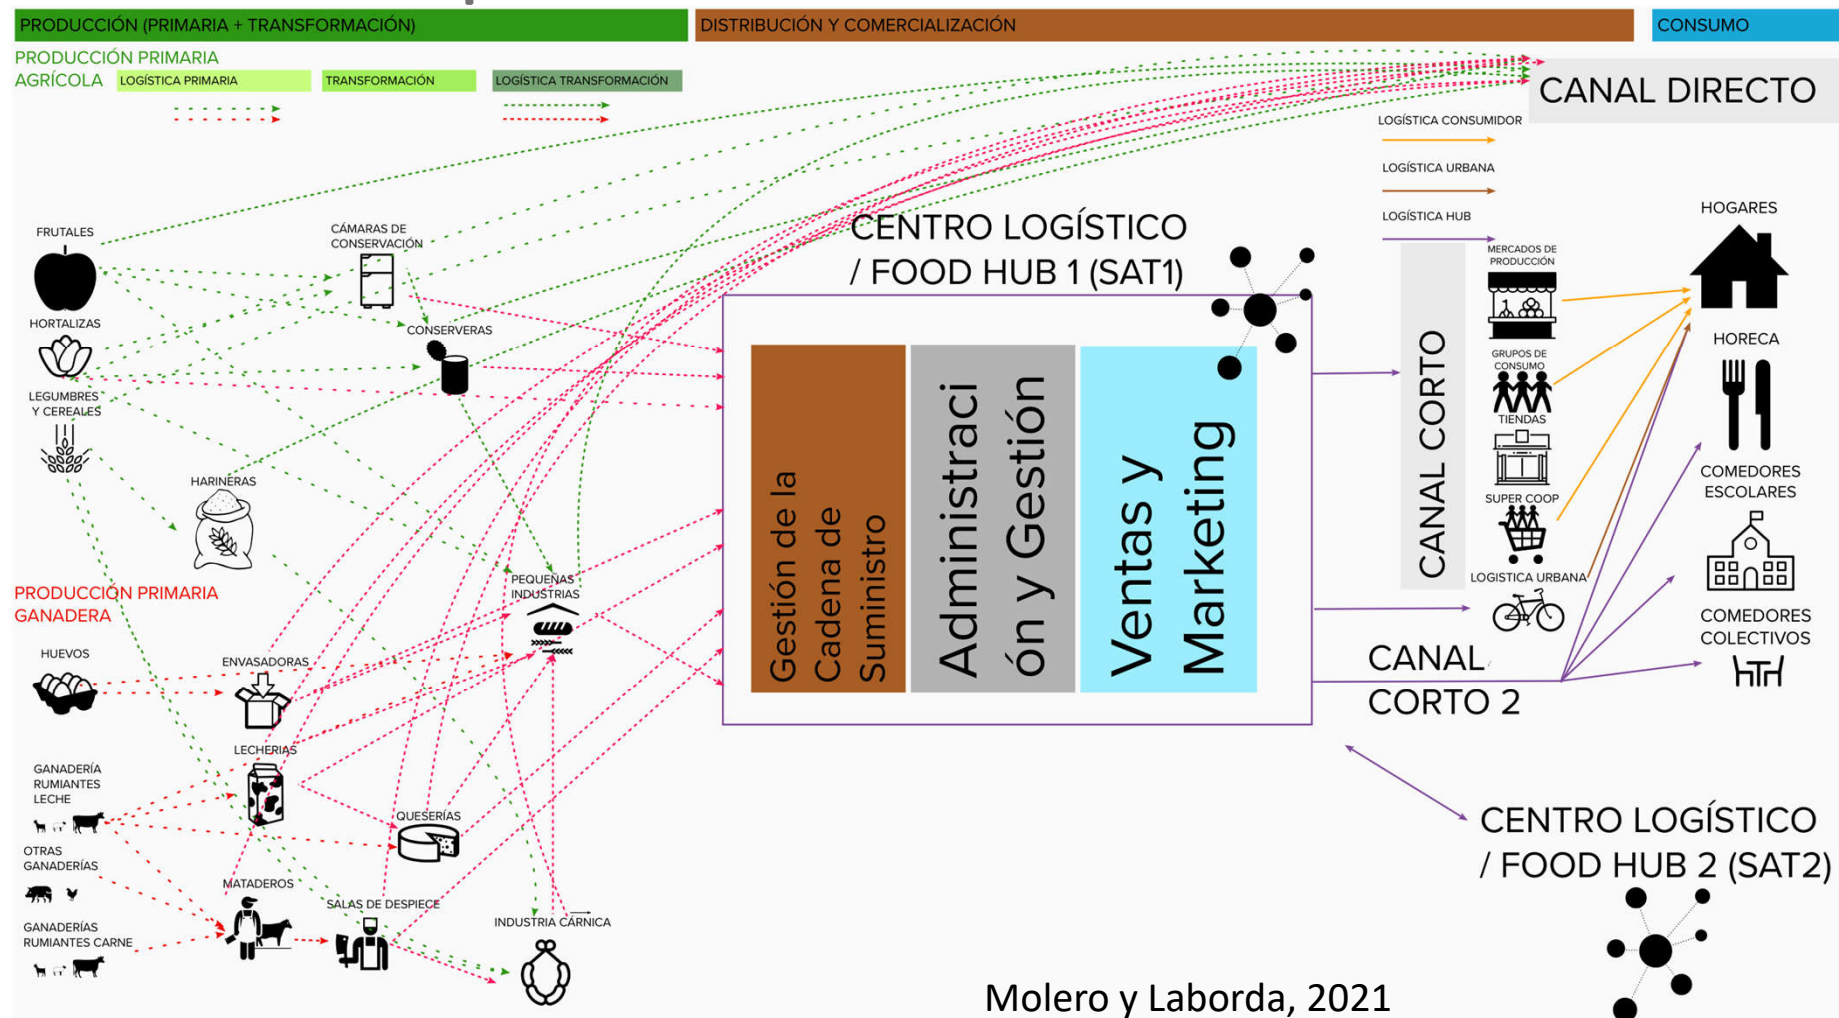 PRODUCCIÓN (PRIMARIA + TRANSFORMACIÓN)
DISTRIBUCIÓN Y COMERCIALIZACIÓN
CONSUMO
PRODUCCIÓN PRIMARIA
AGRÍCOLA
LOGÍSTICA PRIMARIA
TRANSFORMACIÓN
LOGÍSTICA TRANSFORMACIÓN
CANAL DIRECTO
LOGÍSTICA CONSUMIDOR
LOGÍSTICA URBANA
LOGÍSTICA HUB
FRUTALES
CÁMARAS DE
CONSERVACIÓN
HORTALIZAS
CONSERVERAS
LEGUMBRES
Y CEREALES
HARINERAS
PEQUEÑAS
INDUSTRIAS
PRODUCCIÓN PRIMARIA
GANADERA
HUEVOS
ENVASADORAS
LECHERIAS
GANADERÍA
RUMIANTES
LECHE
QUESERÍAS
OTRAS
GANADERÍAS
MATADEROS
SALAS DE DESPIECE
INDUSTRIA CÁRNICA
GANADERÍAS
RUMIANTES CARNE
CENTRO LOGÍSTICO
/ FOOD HUB 1 (SAT1)
Gestión de la
Cadena de
Suministro
Administraci
ón y Gestión
Ventas y
Marketing
CANAL CORTO
MERCADOS DE
PRODUCCIÓN
GRUPOS DE
CONSUMO
TIENDAS
SUPER COOP
LOGISTICA URBANA
HOGARES
HORECA
COMEDORES
ESCOLARES
COMEDORES
COLECTIVOS
CANAL
CORTO 2
CENTRO LOGÍSTICO
/ FOOD HUB 2 (SAT2)
Molero y Laborda, 2021